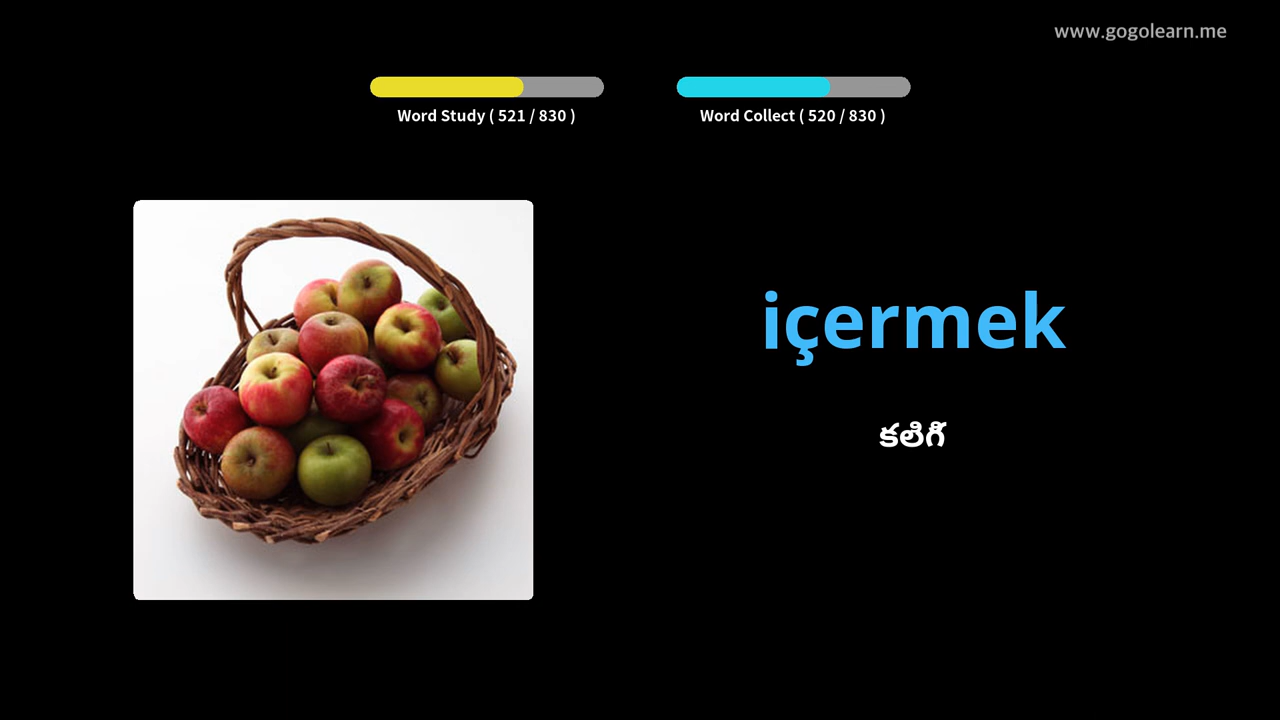 www.gogolearn.me
Word Study ( 521 / 830 )
Word Collect ( 520 / 830 )
içermek
కలిగి